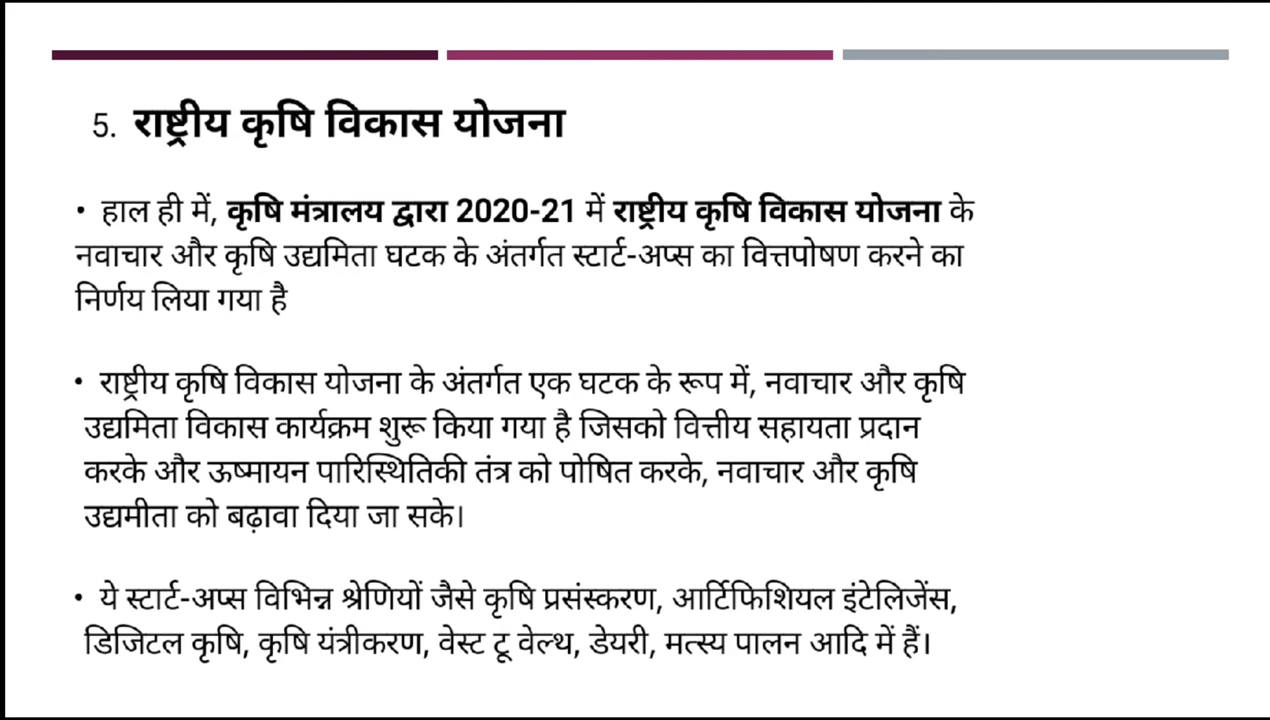 5. राष्ट्रीय कृषि विकास योजना
• हाल ही में, कृषि मंत्रालय द्वारा 2020-21 में राष्ट्रीय कृषि विकास योजना के
नवाचार और कृषि उद्यमिता घटक के अंतर्गत स्टार्ट-अप्स का वित्तपोषण करने का
निर्णय लिया गया है
• राष्ट्रीय कृषि विकास योजना के अंतर्गत एक घटक के रूप में, नवाचार और कृषि
उद्यमिता विकास कार्यक्रम शुरू किया गया है जिसको वित्तीय सहायता प्रदान
करके और ऊष्मायन पारिस्थितिकी तंत्र को पोषित करके, नवाचार और कृषि
उद्यमीता को बढ़ावा दिया जा सके।
• ये स्टार्ट-अप्स विभिन्न श्रेणियों जैसे कृषि प्रसंस्करण, आर्टिफिशियल इंटेलिजेंस,
डिजिटल कृषि, कृषि यंत्रीकरण, वेस्ट टू वेल्थ, डेयरी, मत्स्य पालन आदि में हैं।